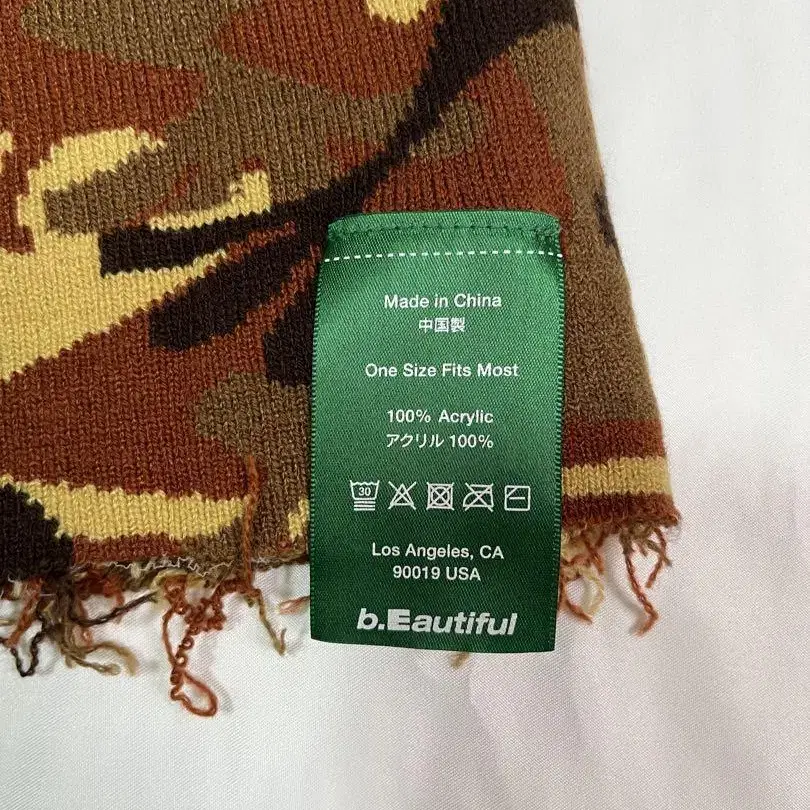 Made in China
中国製
One Size Fits Most
100% Acrylic
アクリル 100%
30
Los Angeles, CA
90019 USA
b.Eautiful